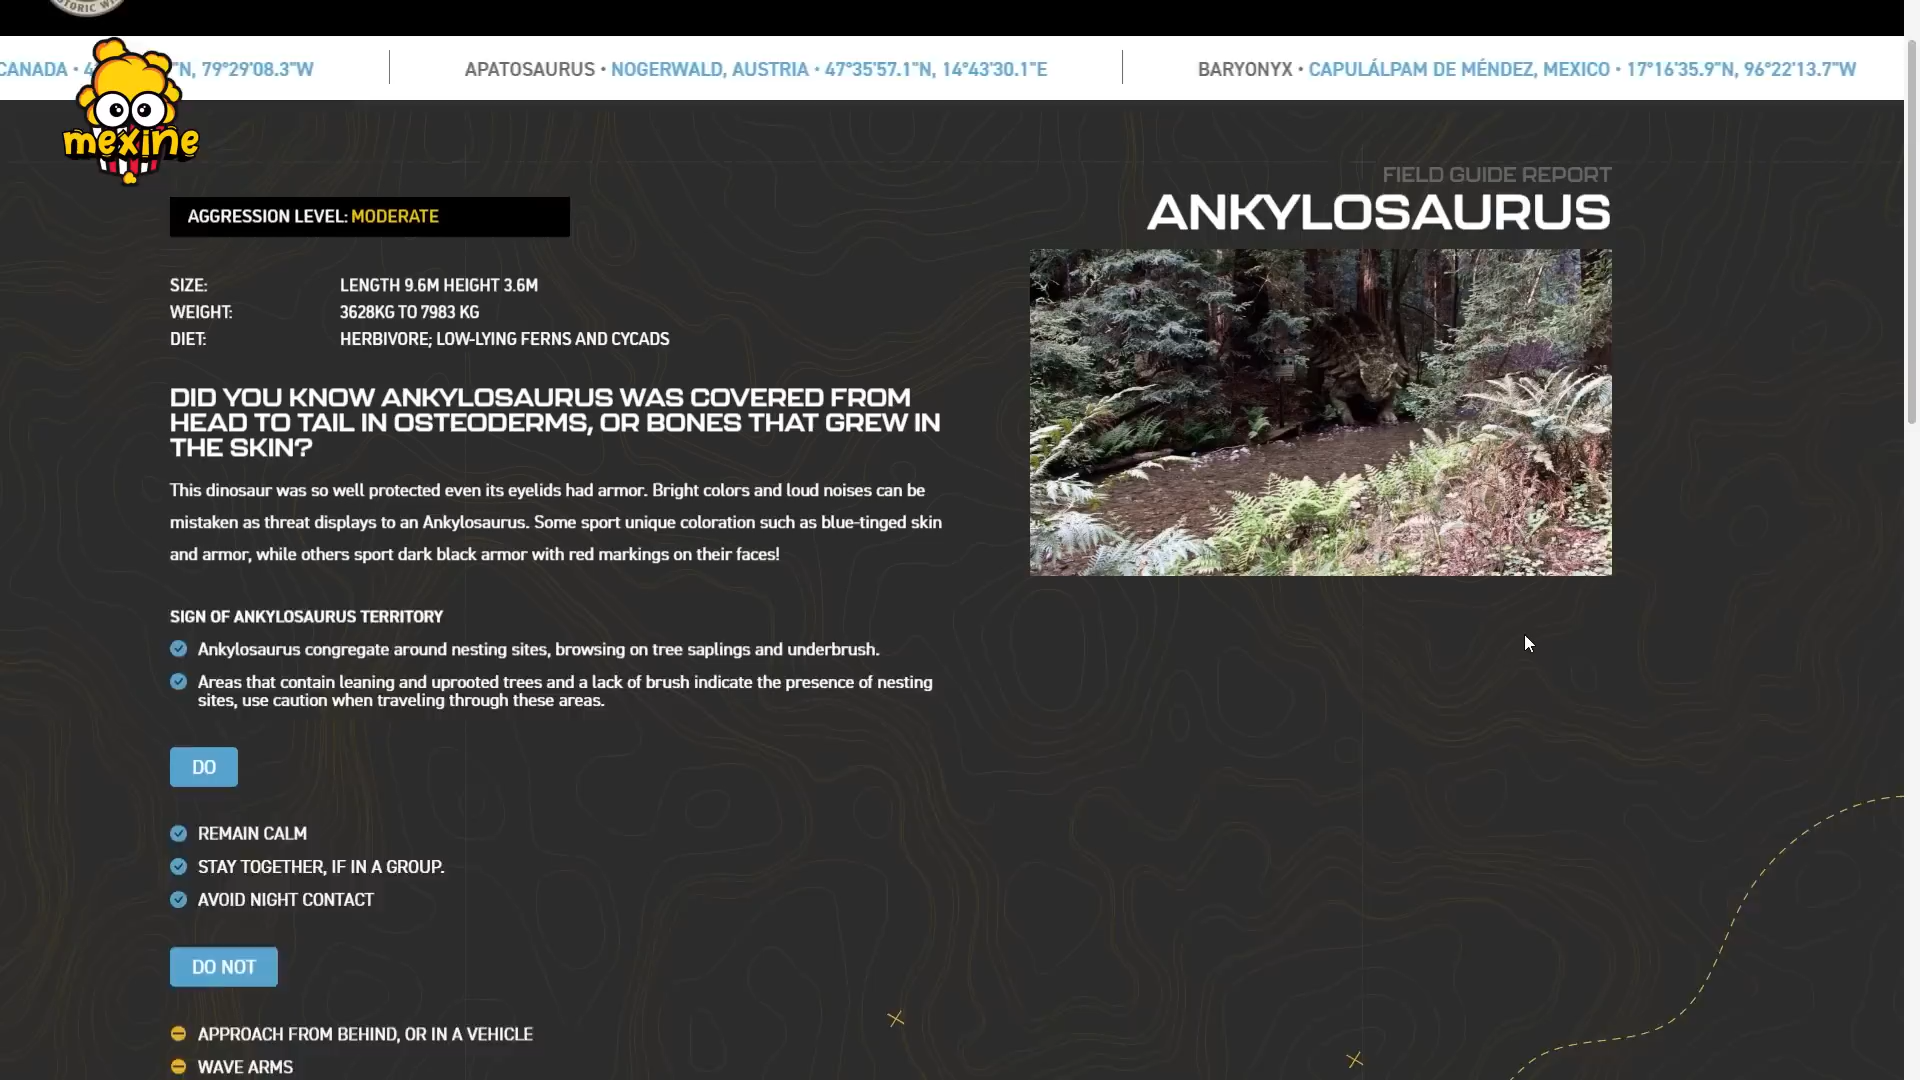 TORIC WI
CANADA • 4 "N, 79°29'08.3"W
APATOSAURUS • NOGERWALD, AUSTRIA • 47°35'57.1"N, 14°43'30.1"E
BARYONYX • CAPULÁLPAM DE MÉNDEZ, MEXICO • 17°16'35.9"N, 96°22'13.7"W
mexine
FIELD GUIDE REPORT
ANKYLOSAURUS
AGGRESSION LEVEL: MODERATE
SIZE: LENGTH 9.6M HEIGHT 3.6M
WEIGHT: 3628KG TO 7983 KG
DIET: HERBIVORE; LOW-LYING FERNS AND CYCADS
DID YOU KNOW ANKYLOSAURUS WAS COVERED FROM
HEAD TO TAIL IN OSTEODERMS, OR BONES THAT GREW IN
THE SKIN?
This dinosaur was so well protected even its eyelids had armor. Bright colors and loud noises can be
mistaken as threat displays to an Ankylosaurus. Some sport unique coloration such as blue-tinged skin
and armor, while others sport dark black armor with red markings on their faces!
SIGN OF ANKYLOSAURUS TERRITORY
Ankylosaurus congregate around nesting sites, browsing on tree saplings and underbrush.
Areas that contain leaning and uprooted trees and a lack of brush indicate the presence of nesting
sites, use caution when traveling through these areas.
DO
REMAIN CALM
STAY TOGETHER, IF IN A GROUP.
AVOID NIGHT CONTACT
DO NOT
APPROACH FROM BEHIND, OR IN A VEHICLE
WAVE ARMS